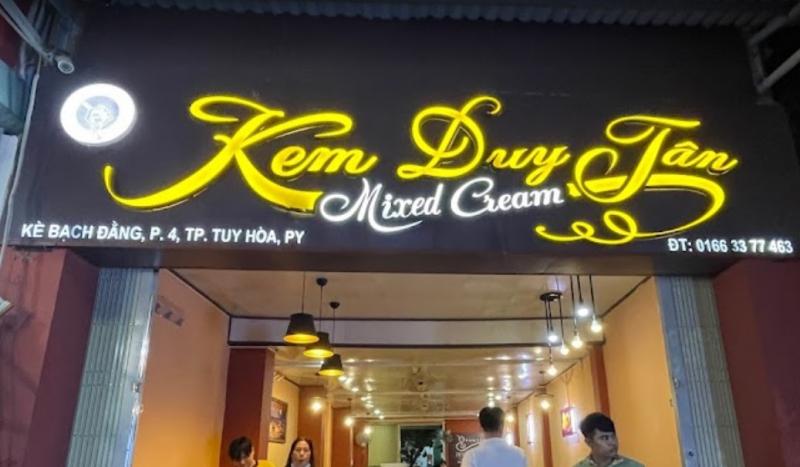 Kem Duy Tân
Mixed Cream
KÈ BẠCH ĐẰNG, P. 4, TP. TUY HÒA, PY
ĐT: 0166 33 77 463